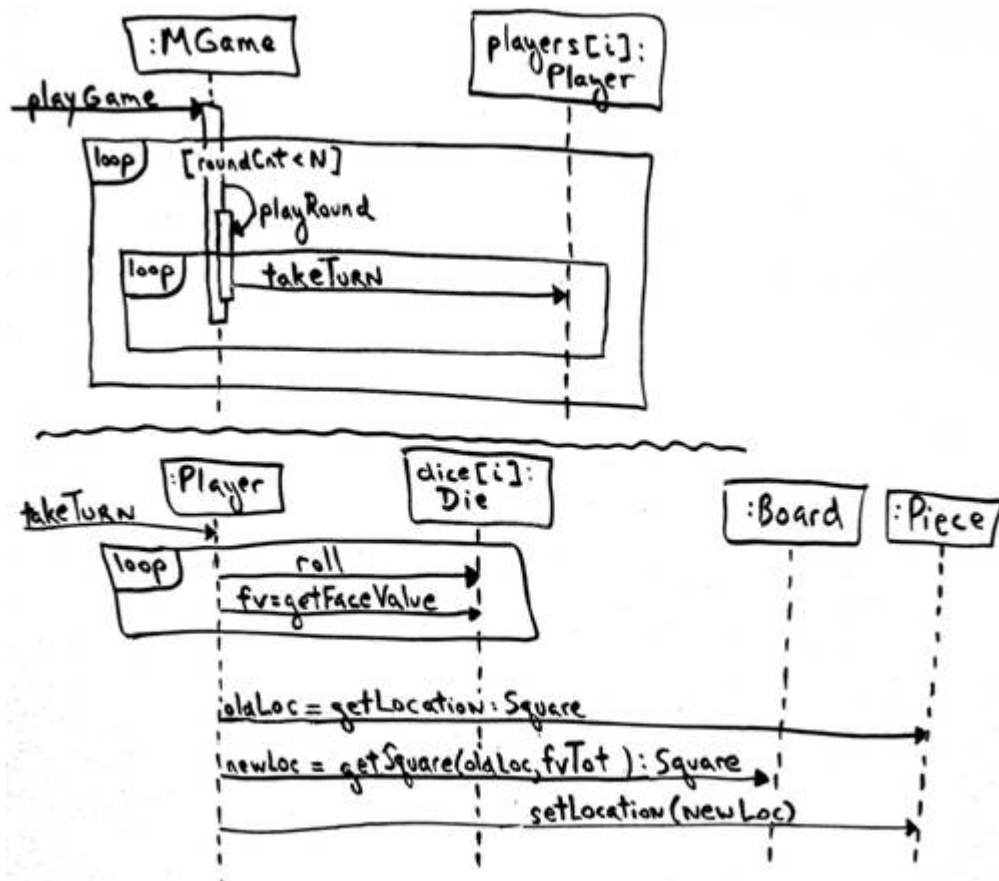 :MGame
players[i]:
Player
playGame
loop
[roundCnt<N]
playRound
loop
takeTurn
:Player
dice[i]:
Die
:Board
:Piece
takeTurn
loop
roll
fv=getFaceValue
oldLoc = getLocation:Square
newLoc = getSquare(oldLoc, fvTot ) : Square
setLocation(newLoc)